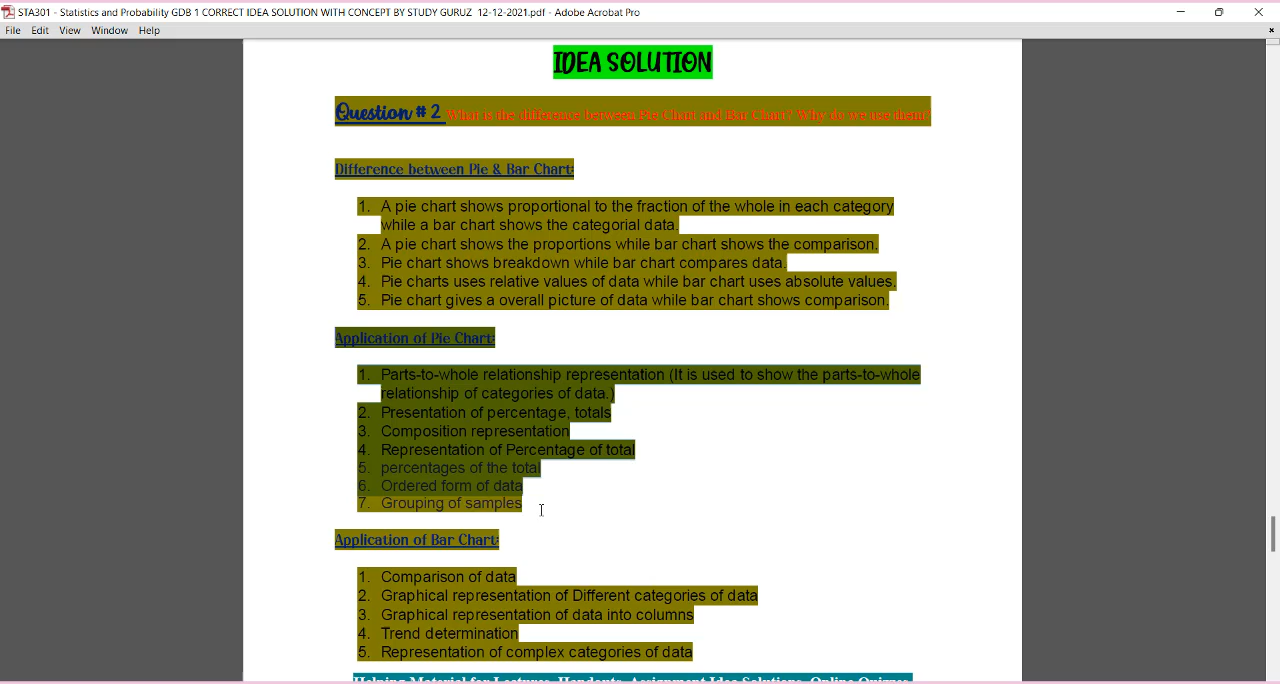 STA301 - Statistics and Probability GDB 1 CORRECT IDEA SOLUTION WITH CONCEPT BY STUDY GURUZ 12-12-2021.pdf - Adobe Acrobat Pro
File Edit View Window Help
IDEA SOLUTION
Question # 2 What is the difference between Pie Chart and Bar Chart? Why do we use them?
Difference between Pie & Bar Chart:
1. A pie chart shows proportional to the fraction of the whole in each category
while a bar chart shows the categorial data.
2. A pie chart shows the proportions while bar chart shows the comparison.
3. Pie chart shows breakdown while bar chart compares data.
4. Pie charts uses relative values of data while bar chart uses absolute values.
5. Pie chart gives a overall picture of data while bar chart shows comparison.
Application of Pie Chart:
1. Parts-to-whole relationship representation (It is used to show the parts-to-whole
relationship of categories of data.)
2. Presentation of percentage, totals
3. Composition representation
4. Representation of Percentage of total
5. percentages of the total
6. Ordered form of data
7. Grouping of samples
Application of Bar Chart:
1. Comparison of data
2. Graphical representation of Different categories of data
3. Graphical representation of data into columns
4. Trend determination
5. Representation of complex categories of data
Helping Material for Lectures, Handouts, Assignment Idea Solutions, Online Quizzes